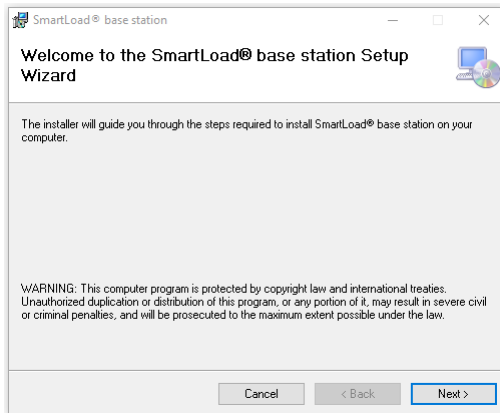 SmartLoad® base station
Welcome to the SmartLoad® base station Setup
Wizard
The installer will guide you through the steps required to install SmartLoad® base station on your
computer.
WARNING: This computer program is protected by copyright law and international treaties.
Unauthorized duplication or distribution of this program, or any portion of it, may result in severe civil
or criminal penalties, and will be prosecuted to the maximum extent possible under the law.
Cancel < Back Next >